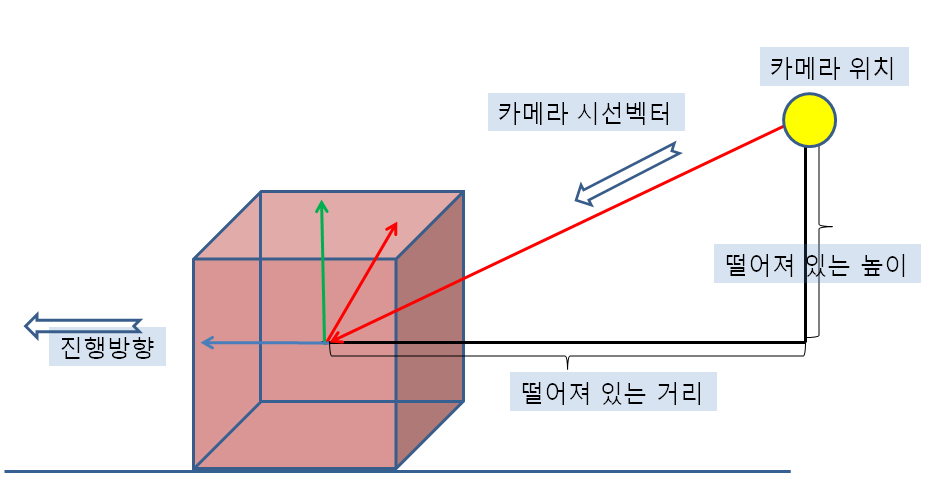 카메라 위치
카메라 시선벡터
떨어져 있는 높이
진행방향
떨어져 있는 거리